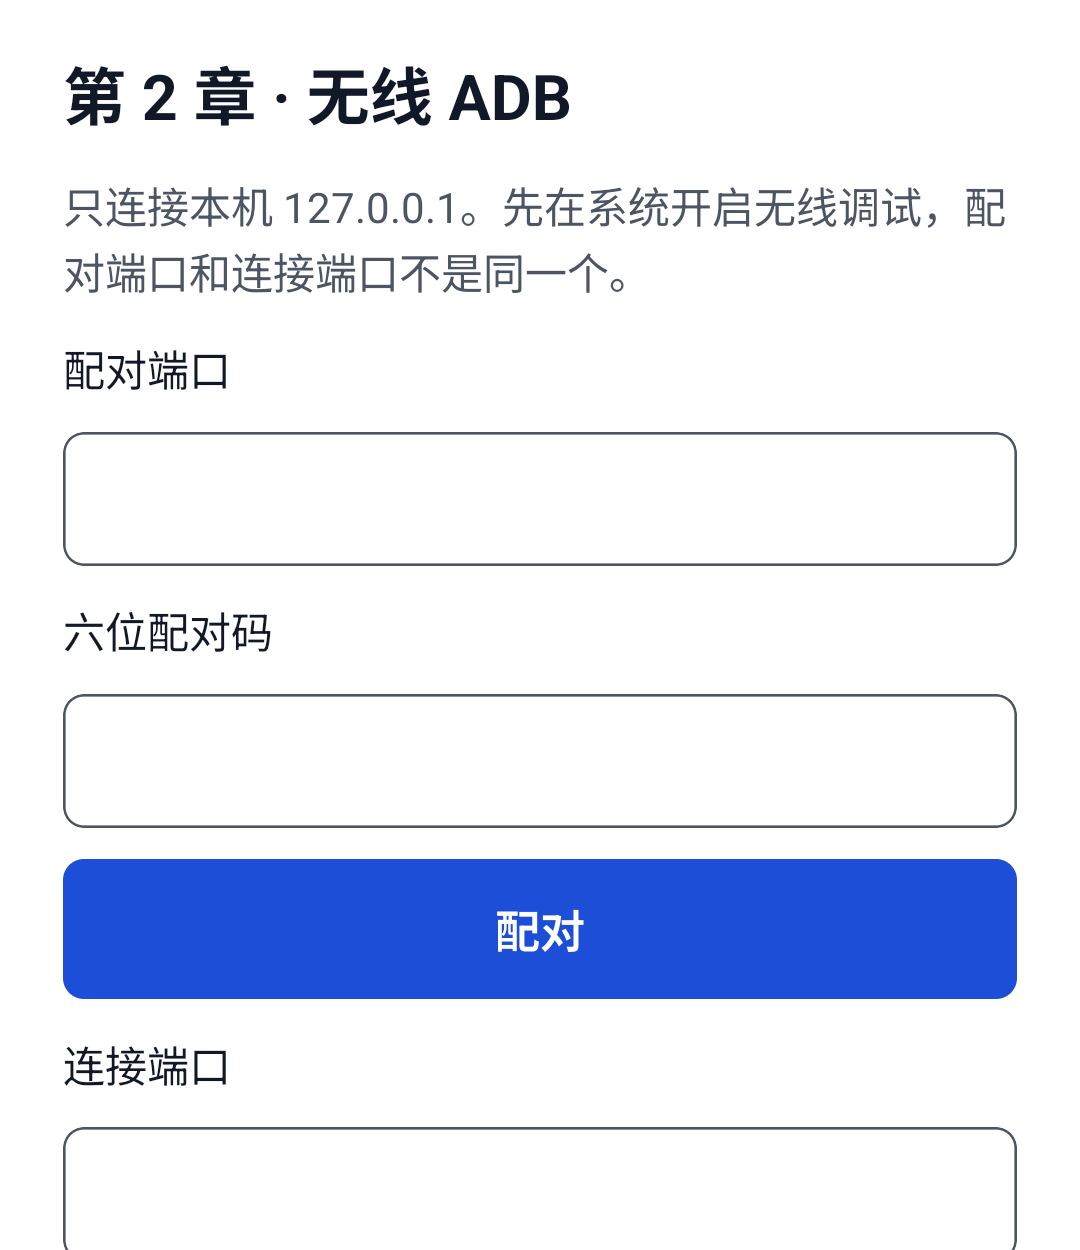 第 2 章 · 无线 ADB
只连接本机 127.0.0.1。先在系统开启无线调试，配
对端口和连接端口不是同一个。
配对端口
六位配对码
配对
连接端口